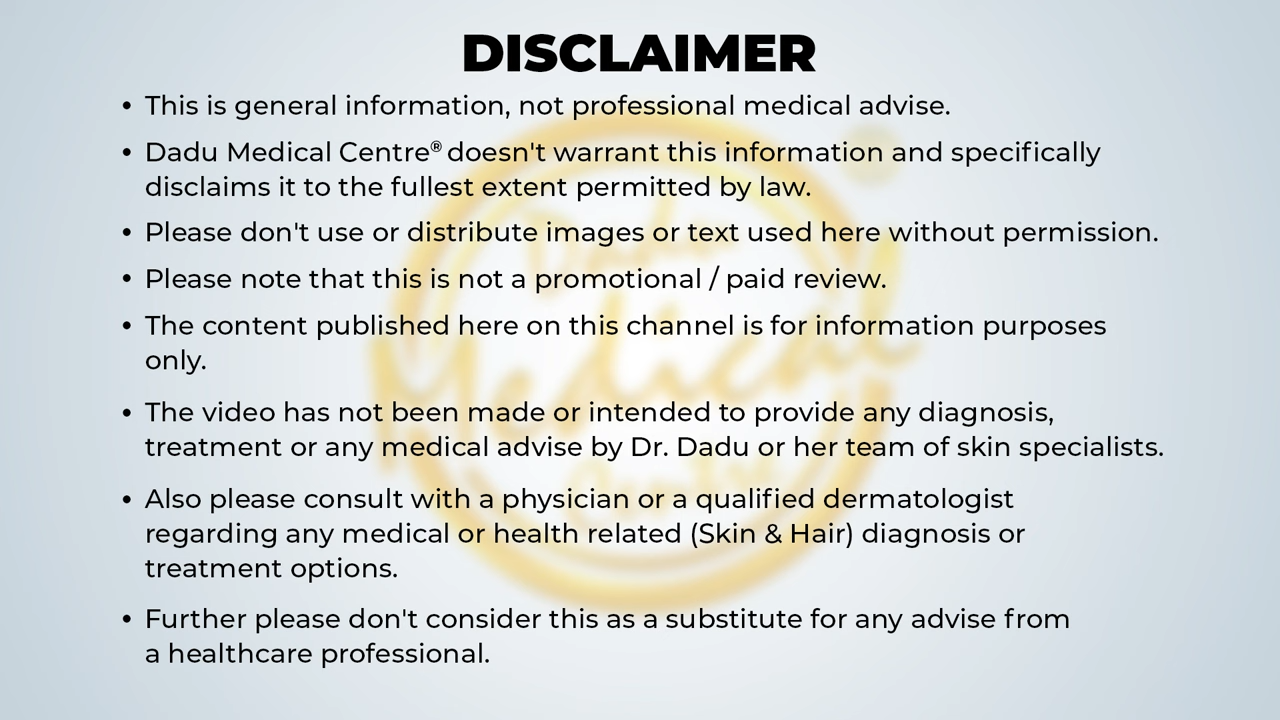 DISCLAIMER
• This is general information, not professional medical advise.
• Dadu Medical Centre® doesn't warrant this information and specifically
disclaims it to the fullest extent permitted by law.
• Please don't use or distribute images or text used here without permission.
• Please note that this is not a promotional / paid review.
• The content published here on this channel is for information purposes
only.
• The video has not been made or intended to provide any diagnosis,
treatment or any medical advise by Dr. Dadu or her team of skin specialists.
• Also please consult with a physician or a qualified dermatologist
regarding any medical or health related (Skin & Hair) diagnosis or
treatment options.
• Further please don't consider this as a substitute for any advise from
a healthcare professional.
Dadu
Medical